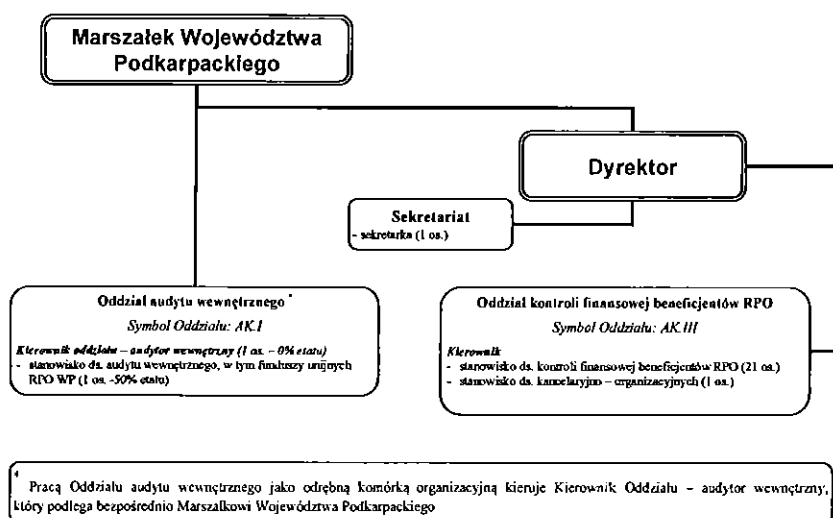 Marszałek Województwa
Podkarpackiego
Dyrektor
Sekretariat
- sekretarka (1 os.)
Oddział audytu wewnętrznego *
Symbol Oddziału: AK.I
Kierownik oddziału – audytor wewnętrzny (1 os. – 0% etatu)
- stanowisko ds. audytu wewnętrznego, w tym funduszy unijnych
RPO WP (1 os. -50% etatu)
Oddział kontroli finansowej beneficjentów RPO
Symbol Oddziału: AK.III
Kierownik
- stanowisko ds. kontroli finansowej beneficjentów RPO (21 os.)
- stanowisko ds. kancelaryjno – organizacyjnych (1 os.)
*
Pracą Oddziału audytu wewnętrznego jako odrębną komórką organizacyjną kieruje Kierownik Oddziału – audytor wewnętrzny,
który podlega bezpośrednio Marszałkowi Województwa Podkarpackiego